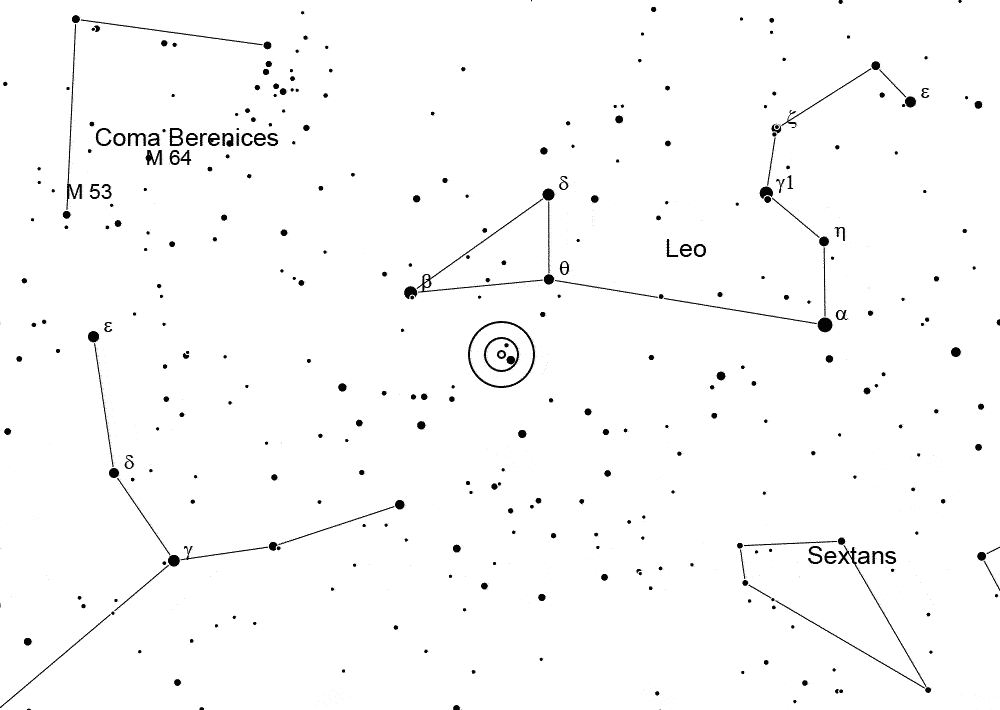 ε
ζ
Coma Berenices
M 64
δ
γ1
M 53
η
Leo
θ
β
α
ε
δ
γ
Sextans